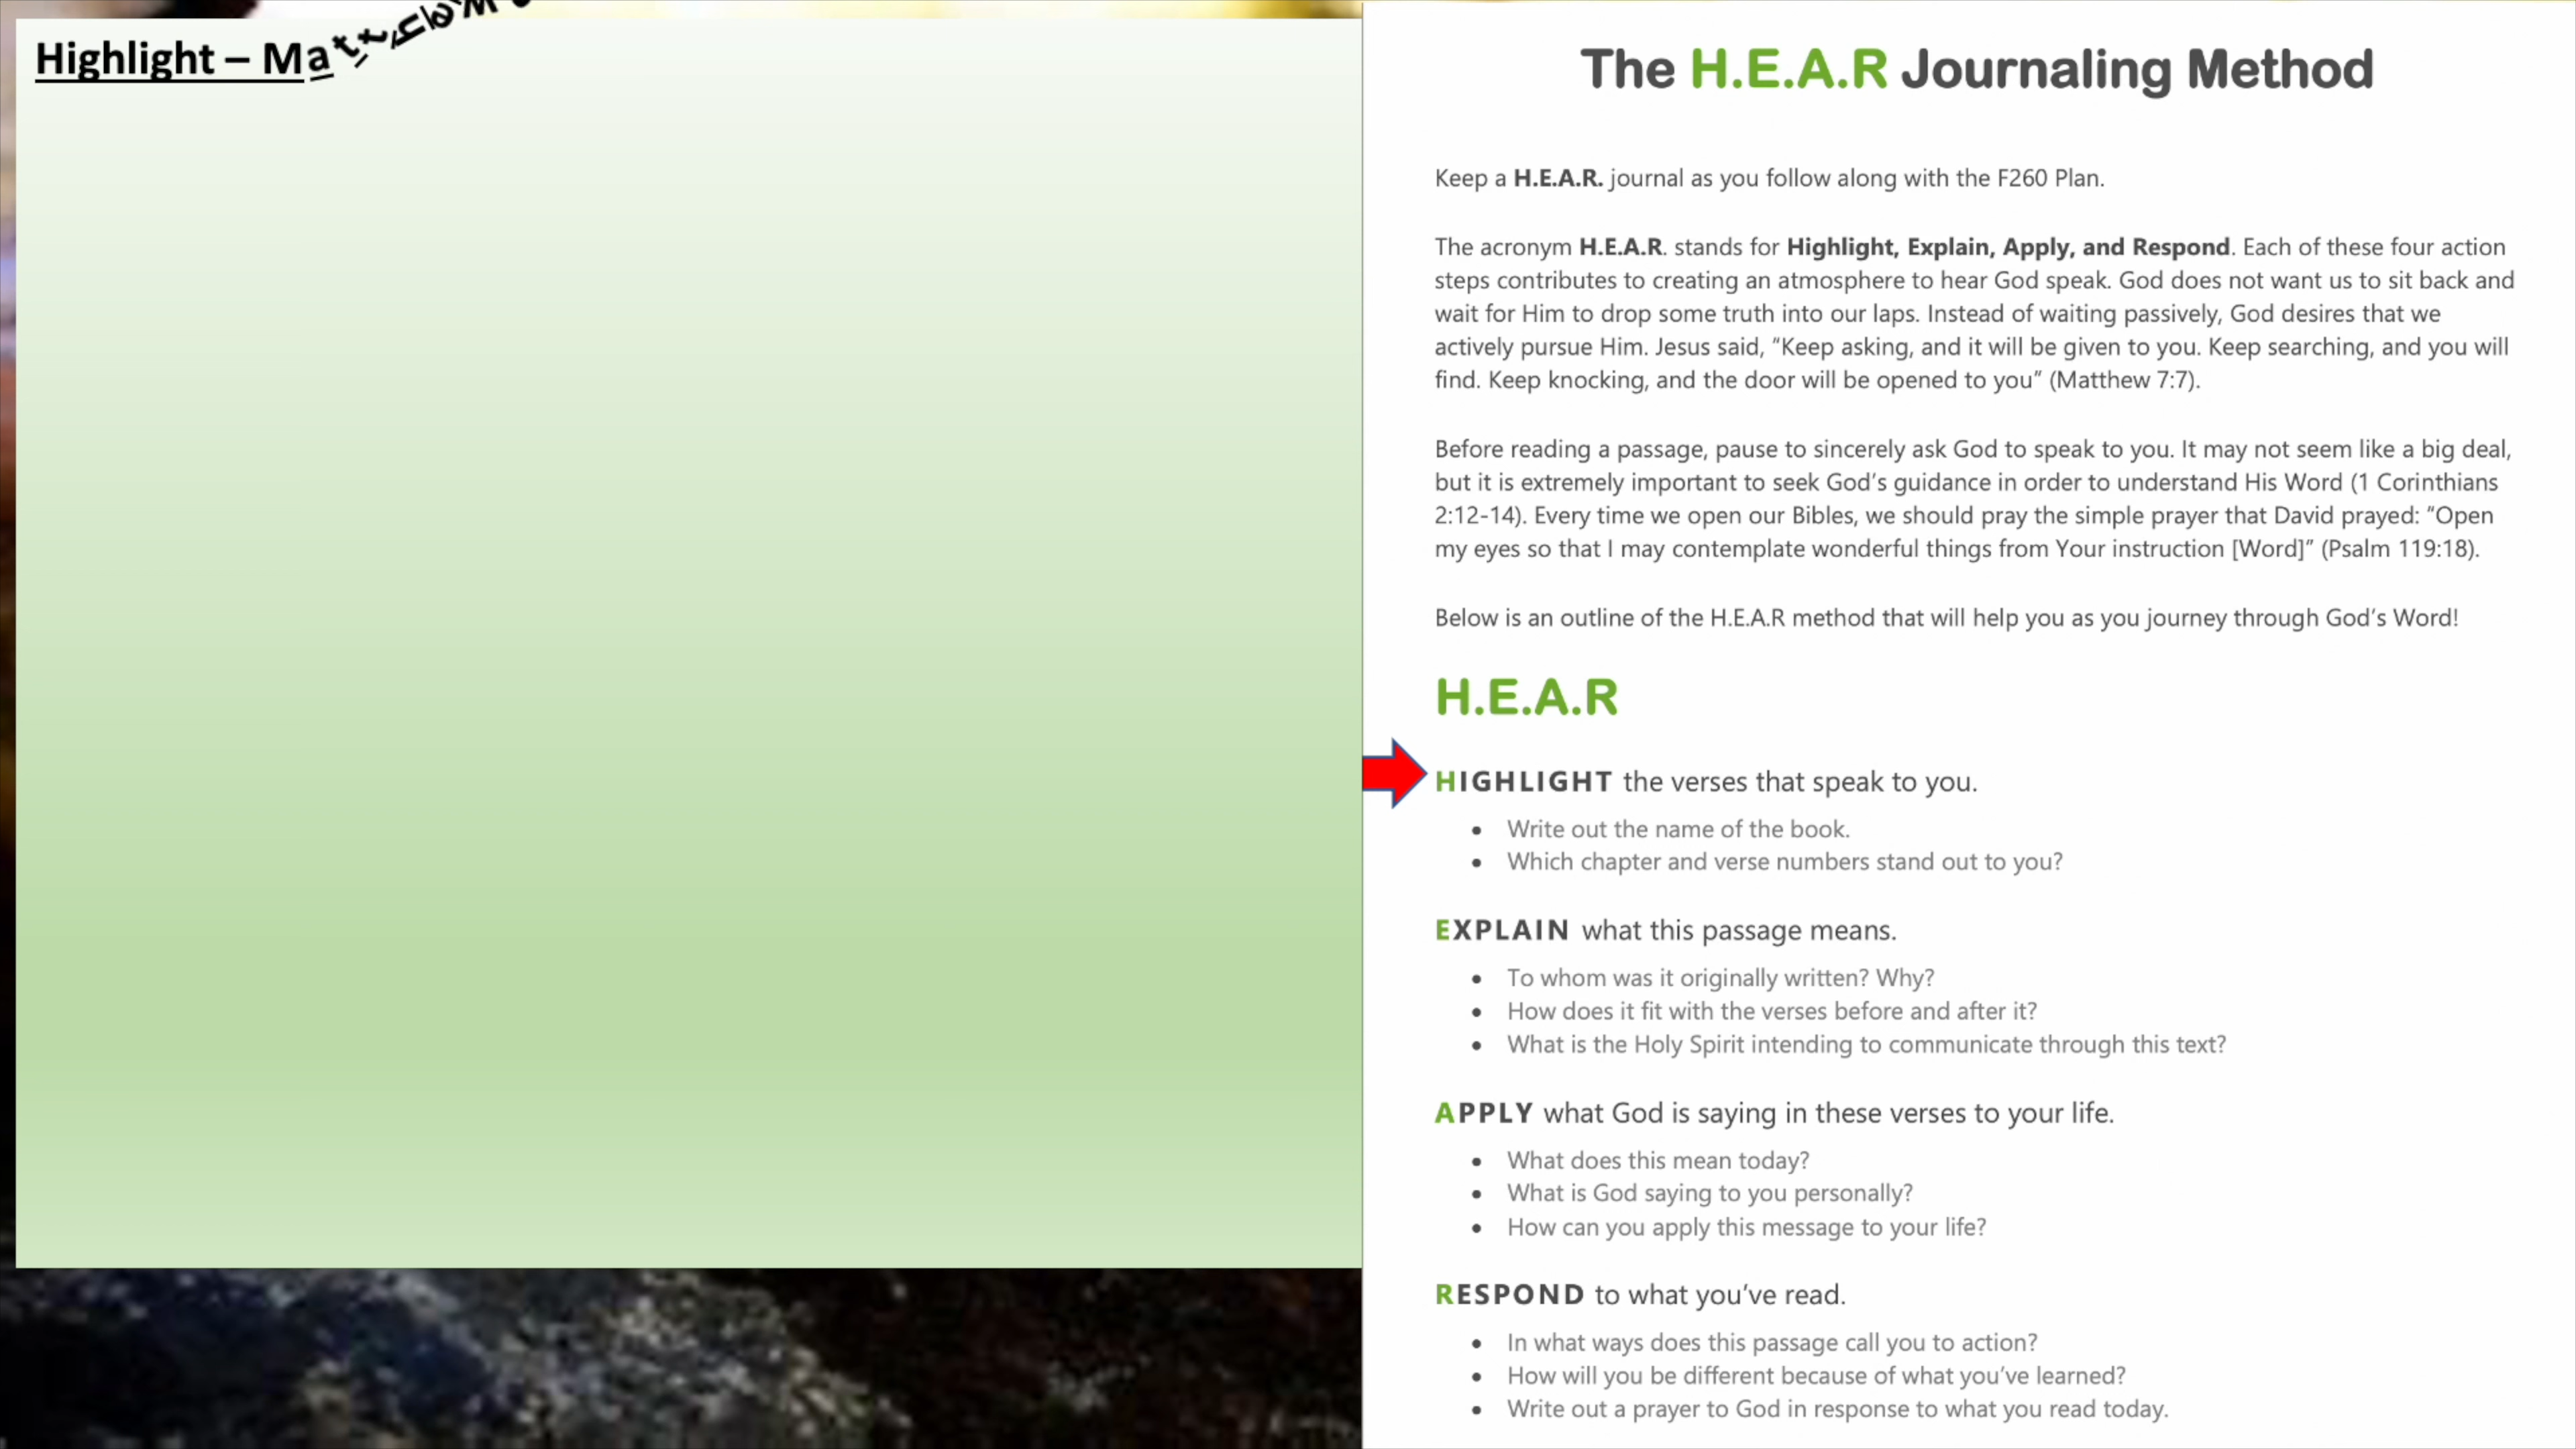 Highlight –
The H.E.A.R Journaling Method
Keep a H.E.A.R. journal as you follow along with the F260 Plan.
The acronym H.E.A.R. stands for Highlight, Explain, Apply, and Respond. Each of these four action
steps contributes to creating an atmosphere to hear God speak. God does not want us to sit back and
wait for Him to drop some truth into our laps. Instead of waiting passively, God desires that we
actively pursue Him. Jesus said, “Keep asking, and it will be given to you. Keep searching, and you will
find. Keep knocking, and the door will be opened to you” (Matthew 7:7).
Before reading a passage, pause to sincerely ask God to speak to you. It may not seem like a big deal,
but it is extremely important to seek God’s guidance in order to understand His Word (1 Corinthians
2:12-14). Every time we open our Bibles, we should pray the simple prayer that David prayed: “Open
my eyes so that I may contemplate wonderful things from Your instruction [Word]” (Psalm 119:18).
Below is an outline of the H.E.A.R method that will help you as you journey through God’s Word!
H.E.A.R
HIGHLIGHT the verses that speak to you.
• Write out the name of the book.
• Which chapter and verse numbers stand out to you?
EXPLAIN what this passage means.
• To whom was it originally written? Why?
• How does it fit with the verses before and after it?
• What is the Holy Spirit intending to communicate through this text?
APPLY what God is saying in these verses to your life.
• What does this mean today?
• What is God saying to you personally?
• How can you apply this message to your life?
RESPOND to what you’ve read.
• In what ways does this passage call you to action?
• How will you be different because of what you’ve learned?
• Write out a prayer to God in response to what you read today.